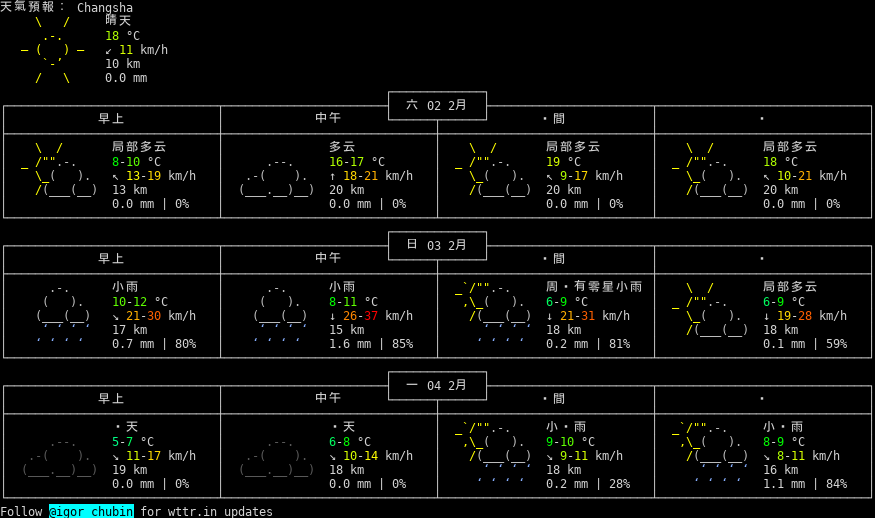 天氣預報： Changsha
晴天
18 °C
↙ 11 km/h
10 km
0.0 mm
六 02 2月
早上 中午 ・間 ・
局部多云 多云 局部多云 局部多云
8-10 °C 16-17 °C 19 °C 18 °C
↖ 13-19 km/h ↑ 18-21 km/h ↖ 9-17 km/h ↖ 10-21 km/h
13 km 20 km 20 km 20 km
0.0 mm | 0% 0.0 mm | 0% 0.0 mm | 0% 0.0 mm | 0%
日 03 2月
早上 中午 ・間 ・
小雨 小雨 周・有零星小雨 局部多云
10-12 °C 8-11 °C 6-9 °C 6-9 °C
↘ 21-30 km/h ↓ 26-37 km/h ↓ 21-31 km/h ↓ 19-28 km/h
17 km 15 km 18 km 18 km
0.7 mm | 80% 1.6 mm | 85% 0.2 mm | 81% 0.1 mm | 59%
一 04 2月
早上 中午 ・間 ・
・天 ・天 小・雨 小・雨
5-7 °C 6-8 °C 9-10 °C 8-9 °C
↘ 11-17 km/h ↘ 10-14 km/h ↘ 9-11 km/h ↘ 8-11 km/h
19 km 18 km 18 km 16 km
0.0 mm | 0% 0.0 mm | 0% 0.2 mm | 28% 1.1 mm | 84%
Follow @igor_chubin for wttr.in updates